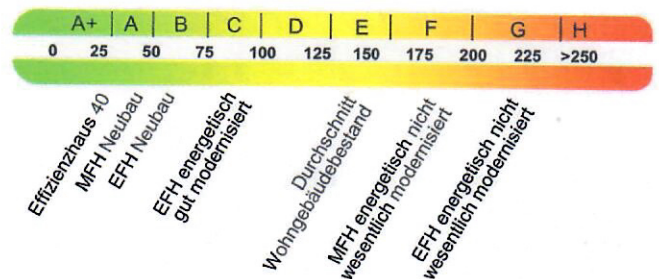 A+ A B C D E F G H
0 25 50 75 100 125 150 175 200 225 >250
Effizienzhaus 40
MFH Neubau
EFH Neubau
EFH energetisch
gut modernisiert
Durchschnitt
Wohngebäudebestand
MFH energetisch nicht
wesentlich modernisiert
EFH energetisch nicht
wesentlich modernisiert